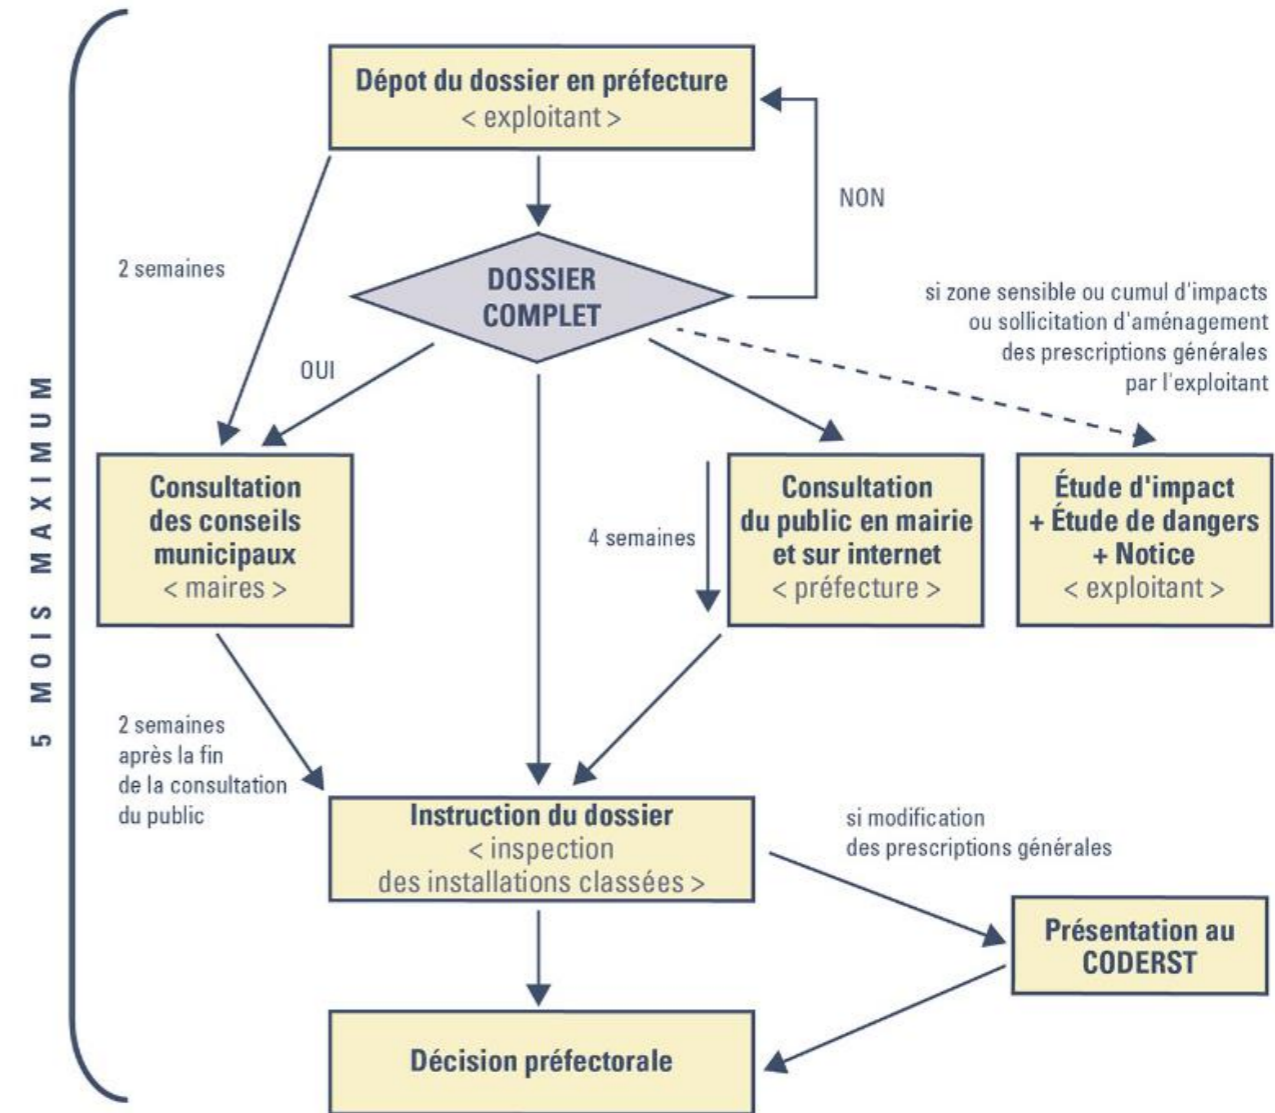 Dépot du dossier en préfecture
< exploitant >
NON
2 semaines
DOSSIER
COMPLET
si zone sensible ou cumul d'impacts
ou sollicitation d'aménagement
des prescriptions générales
par l'exploitant
OUI
5 MOIS MAXIMUM
Consultation
des conseils
municipaux
< maires >
4 semaines
Consultation
du public en mairie
et sur internet
< préfecture >
Étude d'impact
+ Étude de dangers
+ Notice
< exploitant >
2 semaines
après la fin
de la consultation
du public
Instruction du dossier
< inspection
des installations classées >
si modification
des prescriptions générales
Présentation au
CODERST
Décision préfectorale